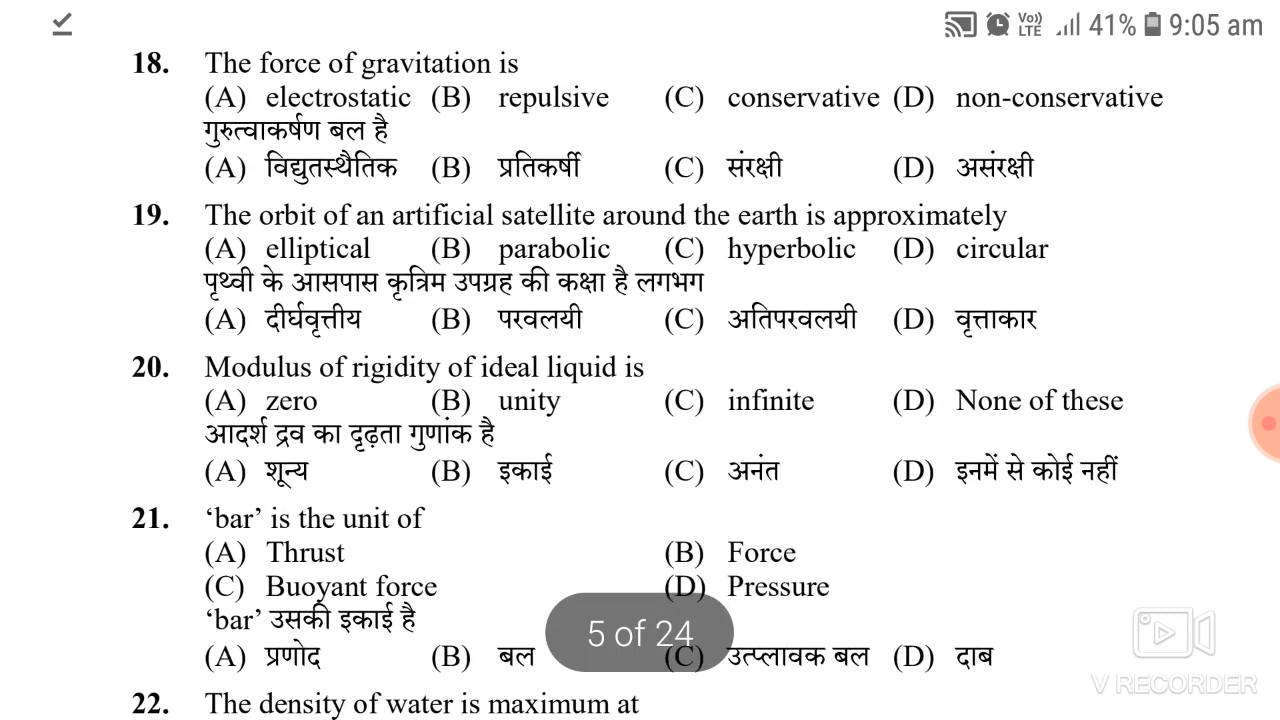 Vo)) LTE 41% 9:05 am
18. The force of gravitation is
(A) electrostatic (B) repulsive (C) conservative (D) non-conservative
गुरुत्वाकर्षण बल है
(A) विद्युतस्थैतिक (B) प्रतिकर्षी (C) संरक्षी (D) असंरक्षी
19. The orbit of an artificial satellite around the earth is approximately
(A) elliptical (B) parabolic (C) hyperbolic (D) circular
पृथ्वी के आसपास कृत्रिम उपग्रह की कक्षा है लगभग
(A) दीर्घवृत्तीय (B) परवलयी (C) अतिपरवलयी (D) वृत्ताकार
20. Modulus of rigidity of ideal liquid is
(A) zero (B) unity (C) infinite (D) None of these
आदर्श द्रव का दृढ़ता गुणांक है
(A) शून्य (B) इकाई (C) अनंत (D) इनमें से कोई नहीं
21. ‘bar’ is the unit of
(A) Thrust (B) Force
(C) Buoyant force (D) Pressure
‘bar’ उसकी इकाई है
5 of 24
(A) प्रणोद (B) बल (C) उत्प्लावक बल (D) दाब
V RECORDER
22. The density of water is maximum at